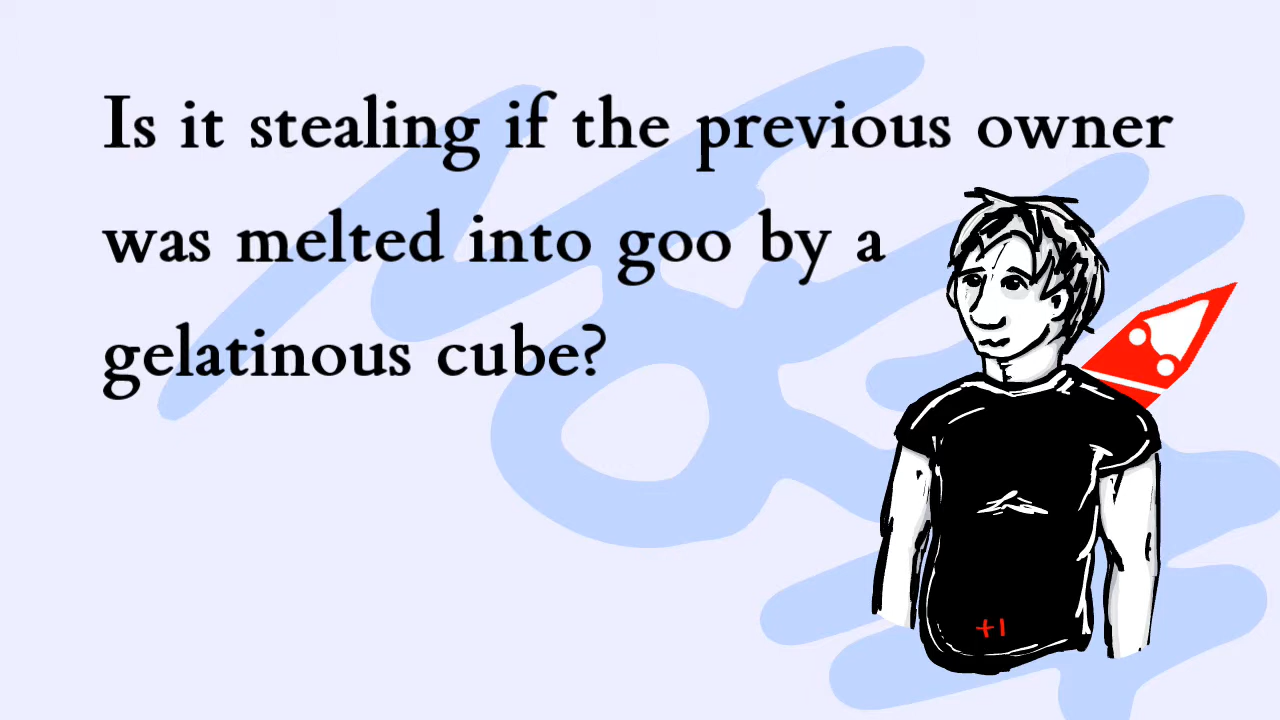 Is it stealing if the previous owner
was melted into goo by a
gelatinous cube?
+1